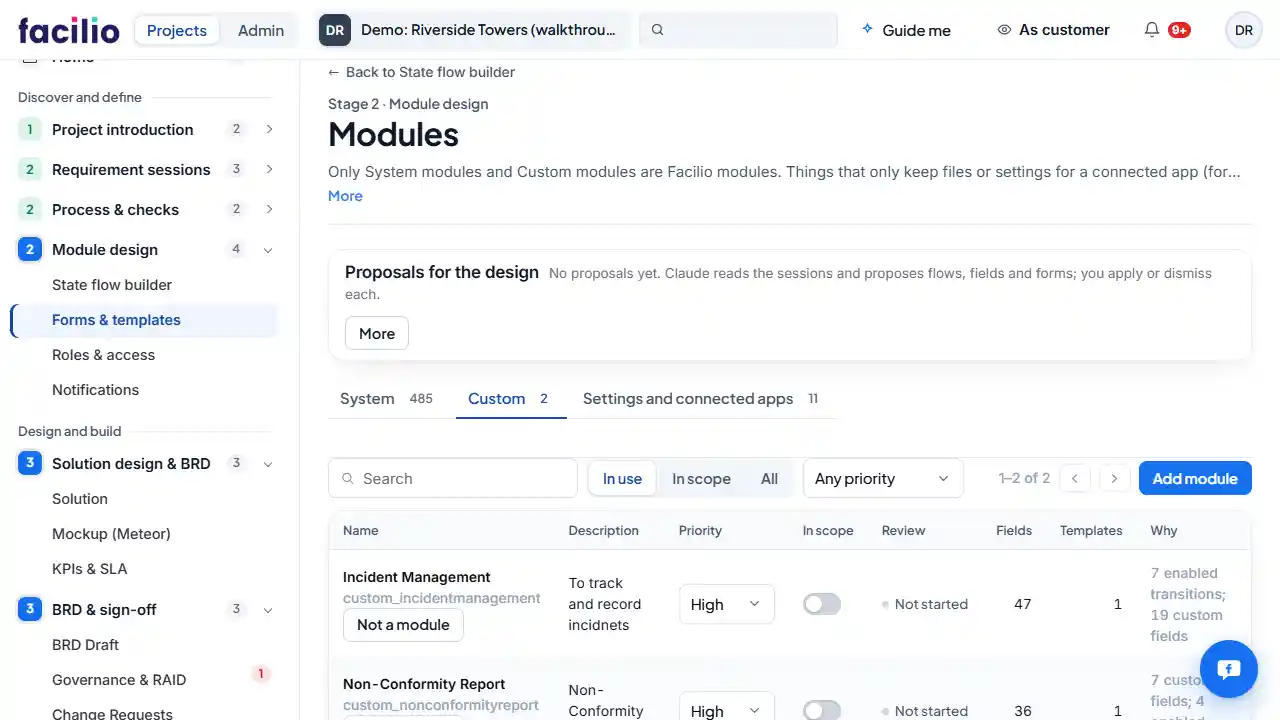 facilio
Projects
Admin
DR
Demo: Riverside Towers (walkthrou...
Guide me
As customer
9+
DR
Discover and define
1 Project introduction 2
2 Requirement sessions 3
2 Process & checks 2
2 Module design 4
State flow builder
Forms & templates
Roles & access
Notifications
Design and build
3 Solution design & BRD 3
Solution
Mockup (Meteor)
KPIs & SLA
3 BRD & sign-off 3
BRD Draft
Governance & RAID 1
Change Requests
← Back to State flow builder
Stage 2 · Module design
Modules
Only System modules and Custom modules are Facilio modules. Things that only keep files or settings for a connected app (for...
More
Proposals for the design No proposals yet. Claude reads the sessions and proposes flows, fields and forms; you apply or dismiss
each.
More
System 485 Custom 2 Settings and connected apps 11
Search In use In scope All Any priority 1–2 of 2 Add module
Name Description Priority In scope Review Fields Templates Why
Incident Management
custom_incidentmanagement
Not a module
To track
and record
incidnets
High
Not started
47
1
7 enabled
transitions;
19 custom
fields
Non-Conformity Report
custom_nonconformityreport
Non-
Conformity
High
Not started
36
1
7
fields; 4